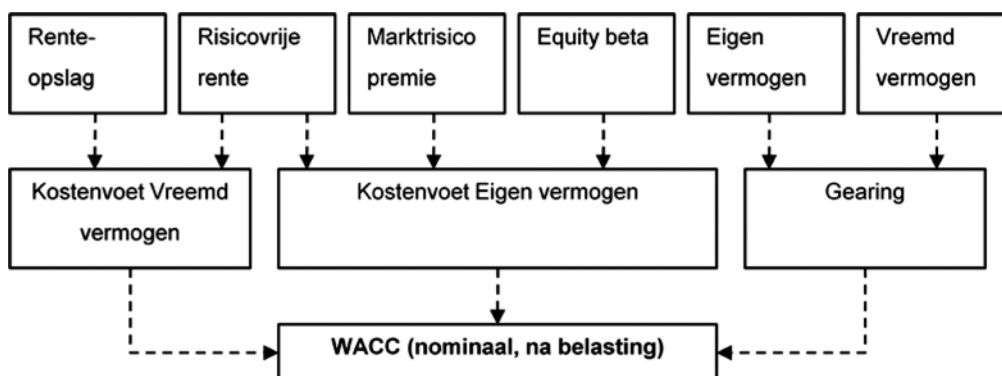 Rente-
opslag
Risicovrije
rente
Marktrisico
premie
Equity beta
Eigen
vermogen
Vreemd
vermogen
Kostenvoet Vreemd
vermogen
Kostenvoet Eigen vermogen
Gearing
WACC (nominaal, na belasting)